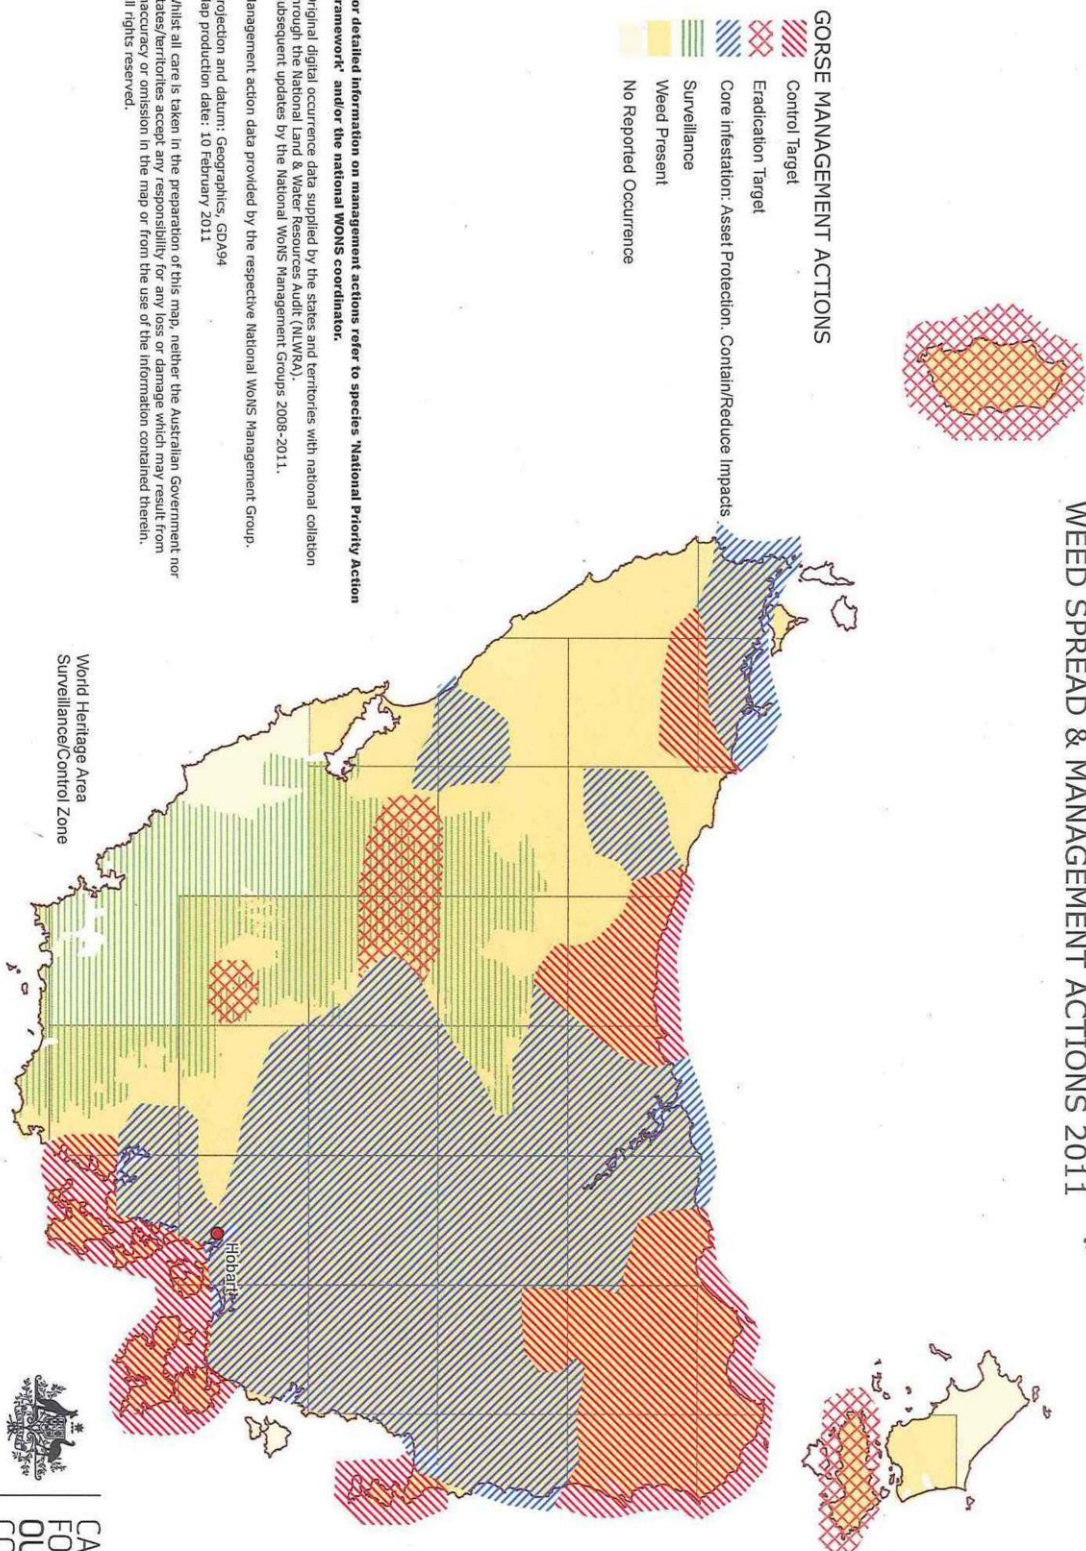 WEED SPREAD & MANAGEMENT ACTIONS 2011
GORSE MANAGEMENT ACTIONS
Control Target
Eradication Target
Core infestation: Asset Protection. Contain/Reduce Impacts
Surveillance
Weed Present
No Reported Occurrence
or detailed information on management actions refer to species 'National Priority Action
ramework' and/or the national WONS coordinator.
riginal digital occurrence data supplied by the states and territories with national collation
rough the National Land & Water Resources Audit (NLWRA).
ubsequent updates by the National WoNS Management Groups 2008-2011.
anagement action data provided by the respective National WoNS Management Group.
rojection and datum: Geographics, GDA94
ap production date: 10 February 2011
hilst all care is taken in the preparation of this map, neither the Australian Government nor
tates/territorites accept any responsibility for any loss or damage which may result from
naccuracy or omission in the map or from the use of the information contained therein.
ll rights reserved.
Hobart
World Heritage Area
Surveillance/Control Zone
CA
FO
OU